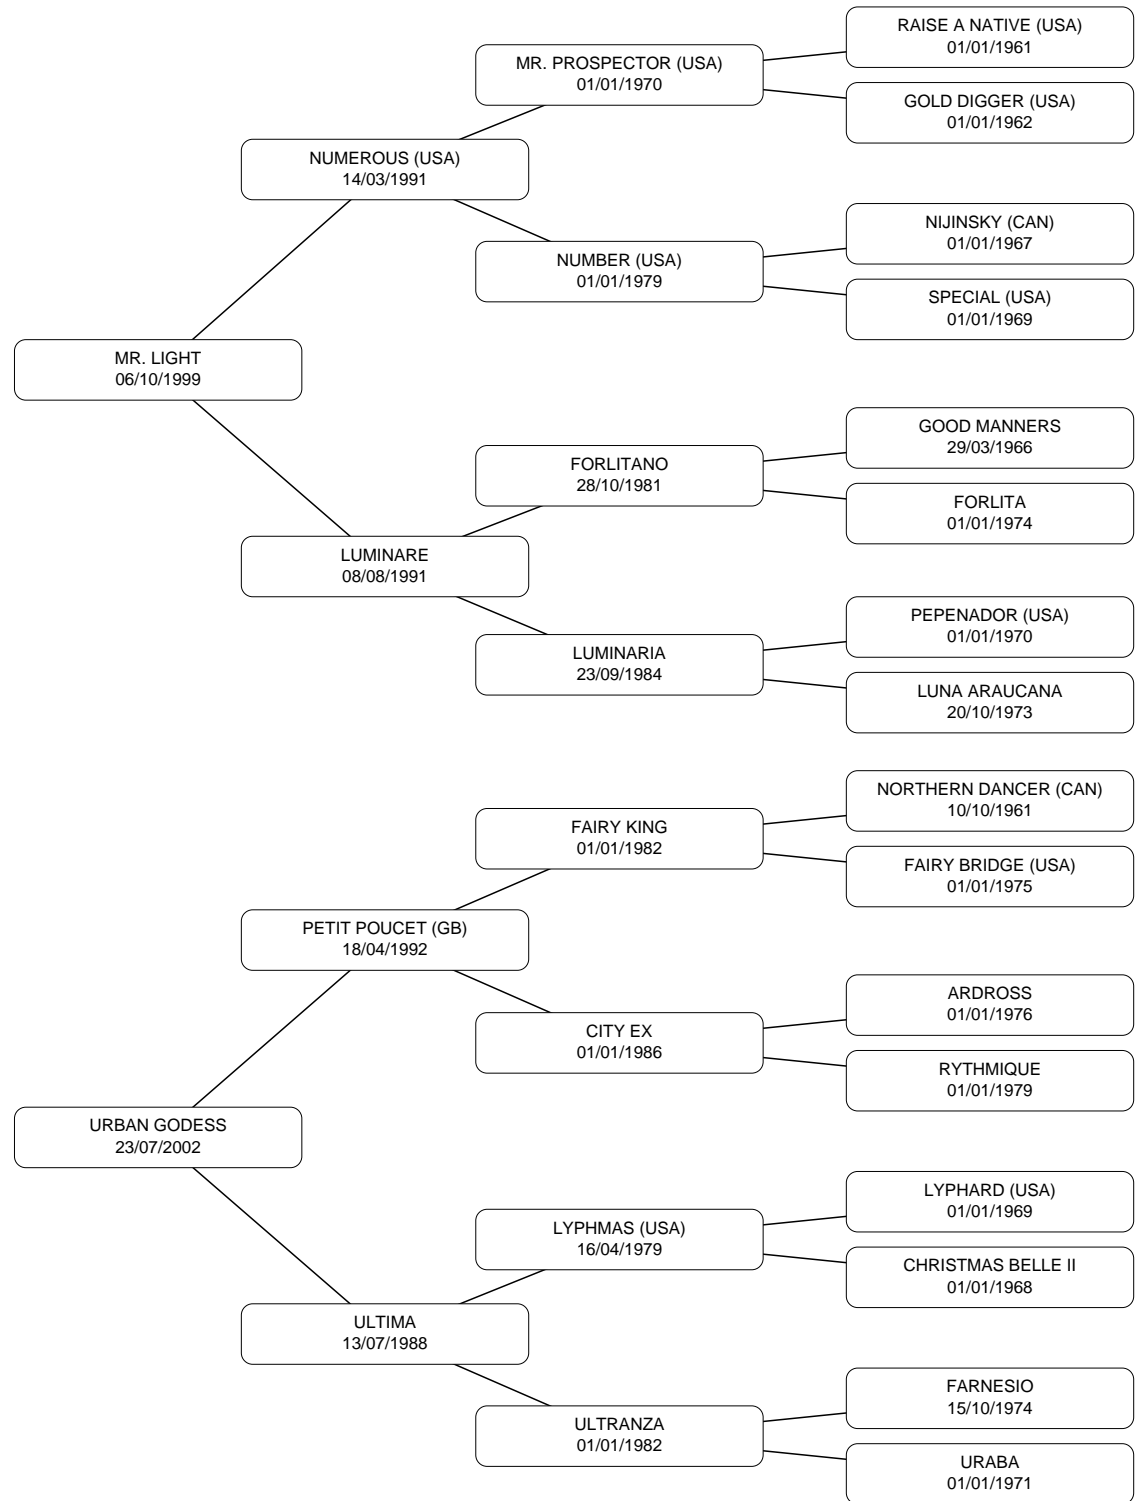 RAISE A NATIVE (USA)
01/01/1961
MR. PROSPECTOR (USA)
01/01/1970
GOLD DIGGER (USA)
01/01/1962
NUMEROUS (USA)
14/03/1991
NIJINSKY (CAN)
01/01/1967
NUMBER (USA)
01/01/1979
SPECIAL (USA)
01/01/1969
MR. LIGHT
06/10/1999
GOOD MANNERS
29/03/1966
FORLITANO
28/10/1981
FORLITA
01/01/1974
LUMINARE
08/08/1991
PEPENADOR (USA)
01/01/1970
LUMINARIA
23/09/1984
LUNA ARAUCANA
20/10/1973
NORTHERN DANCER (CAN)
10/10/1961
FAIRY KING
01/01/1982
FAIRY BRIDGE (USA)
01/01/1975
PETIT POUCET (GB)
18/04/1992
ARDROSS
01/01/1976
CITY EX
01/01/1986
RYTHMIQUE
01/01/1979
URBAN GODESS
23/07/2002
LYPHARD (USA)
01/01/1969
LYPHMAS (USA)
16/04/1979
CHRISTMAS BELLE II
01/01/1968
ULTIMA
13/07/1988
FARNESIO
15/10/1974
ULTRANZA
01/01/1982
URABA
01/01/1971